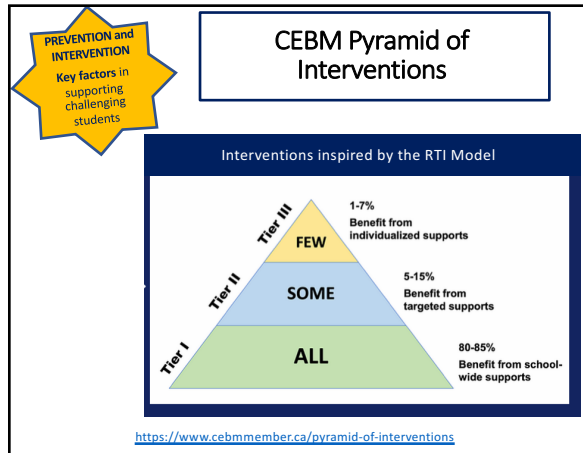 PREVENTION and
INTERVENTION
Key factors in
supporting
challenging
students
CEBM Pyramid of
Interventions
Interventions inspired by the RTI Model
Tier III
FEW
1-7%
Benefit from
individualized supports
Tier II
SOME
5-15%
Benefit from
targeted supports
Tier I
ALL
80-85%
Benefit from school-
wide supports
https://www.cebmmember.ca/pyramid-of-interventions